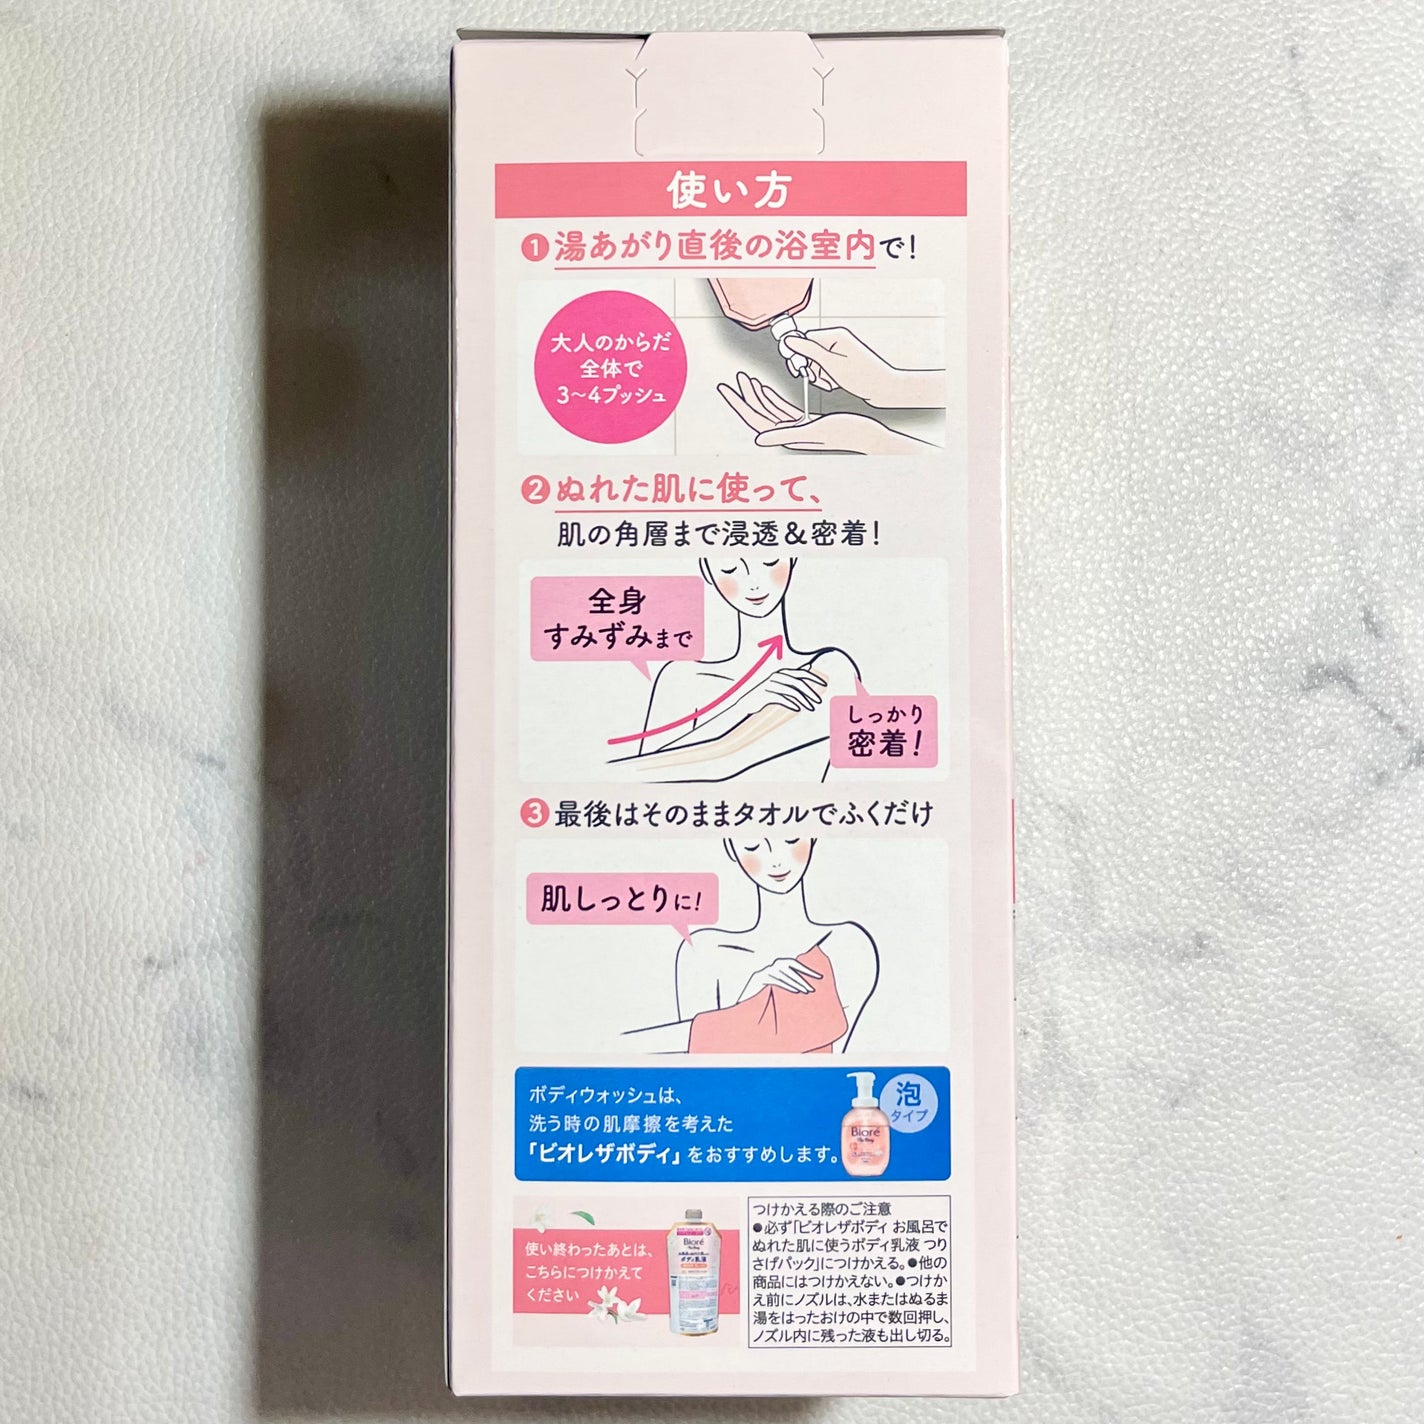 使い方
❶湯あがり直後の浴室内で!
大人のからだ
全体で
3〜4プッシュ
❷ぬれた肌に使って、
肌の角層まで浸透&密着!
全身
すみずみまで
しっかり
密着!
❸最後はそのままタオルでふくだけ
肌しっとりに!
ボディウォッシュは、
洗う時の肌摩擦を考えた
「ビオレザボディ」をおすすめします。
泡
タイプ
Bioré
The Body
使い終わったあとは、
こちらにつけかえて
ください
Bioré
The Body
ボディ乳液
つけかえる際のご注意
●必ず「ビオレザボディ お風呂で
ぬれた肌に使うボディ乳液 つり
さげパック」につけかえる。●他の
商品にはつけかえない。●つけか
え前にノズルは、水またはぬるま
湯をはったおけの中で数回押し、
ノズル内に残った液も出し切る。